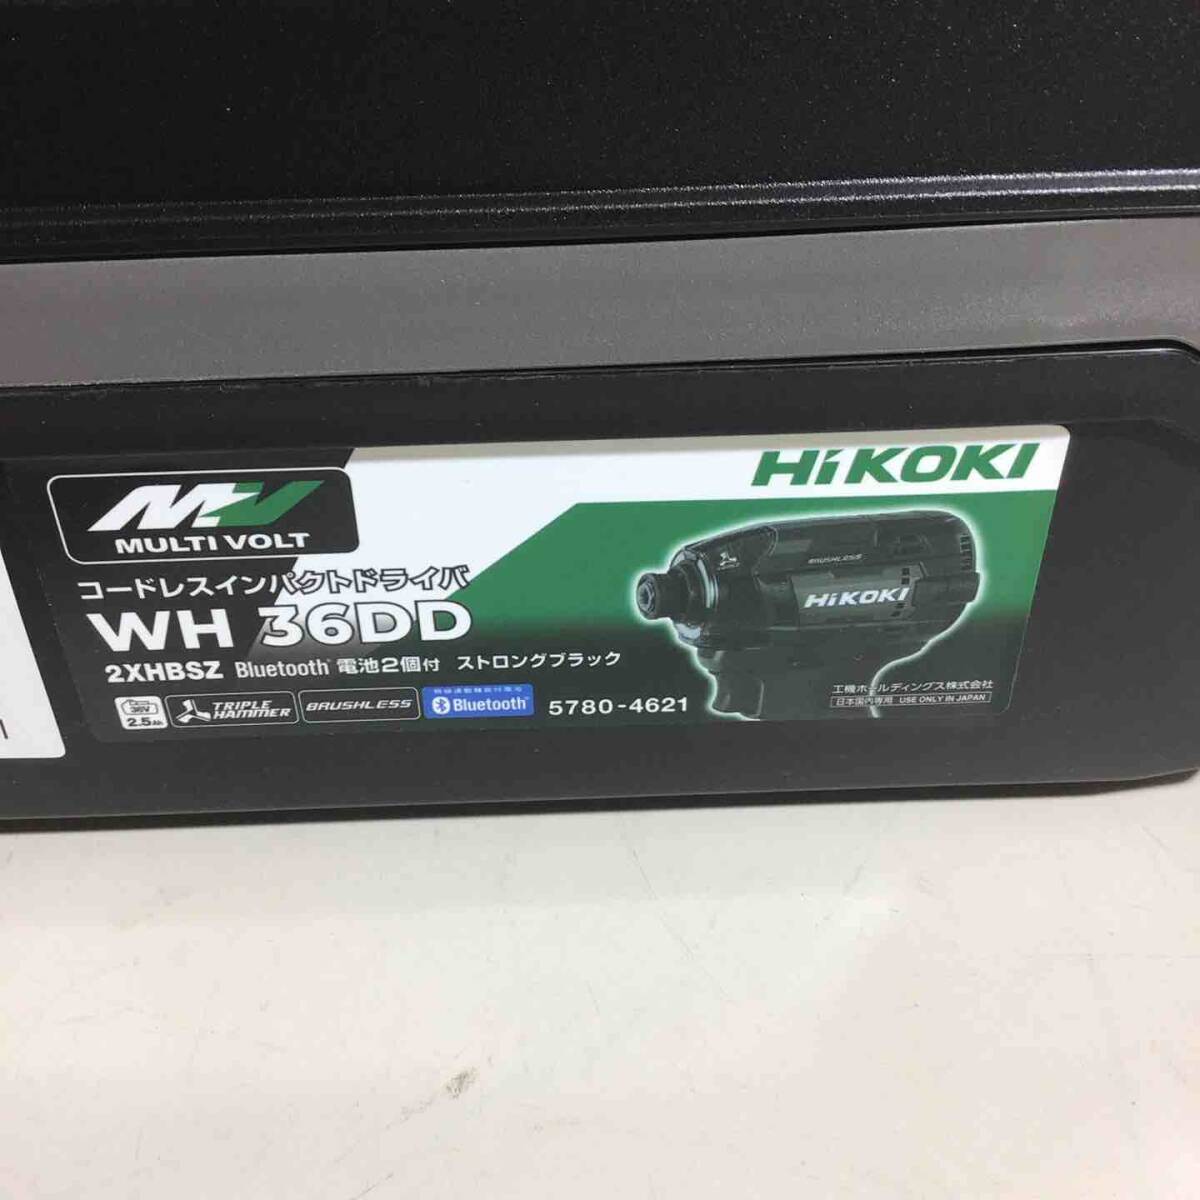 HiKOKI
MV
MULTI VOLT
コードレスインパクトドライバ
WH 36DD
2XHBSZ Bluetooth 電池2個付 ストロングブラック
36V
2.5Ah
TRIPLE HAMMER
BRUSHLESS
Bluetooth
5780-4621
BRUSHLESS
HiKOKI
工機ホールディングス株式会社
日本国内専用 USE ONLY IN JAPAN